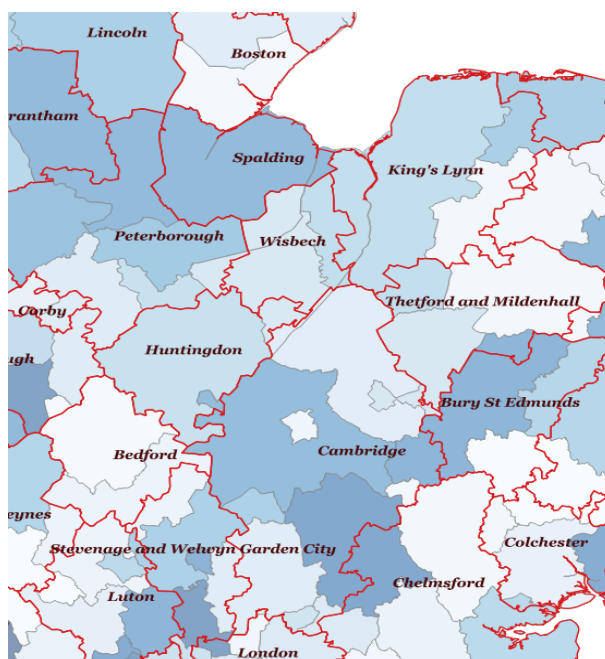 Lincoln
Boston
rantham
Spalding
King's Lynn
Peterborough
Wisbech
Thetford and Mildenhall
Corby
Huntingdon
ugh
Bury St Edmunds
Bedford
Cambridge
eynes
Stevenage and Welwyn Garden City
Colchester
Chelmsford
Luton
London